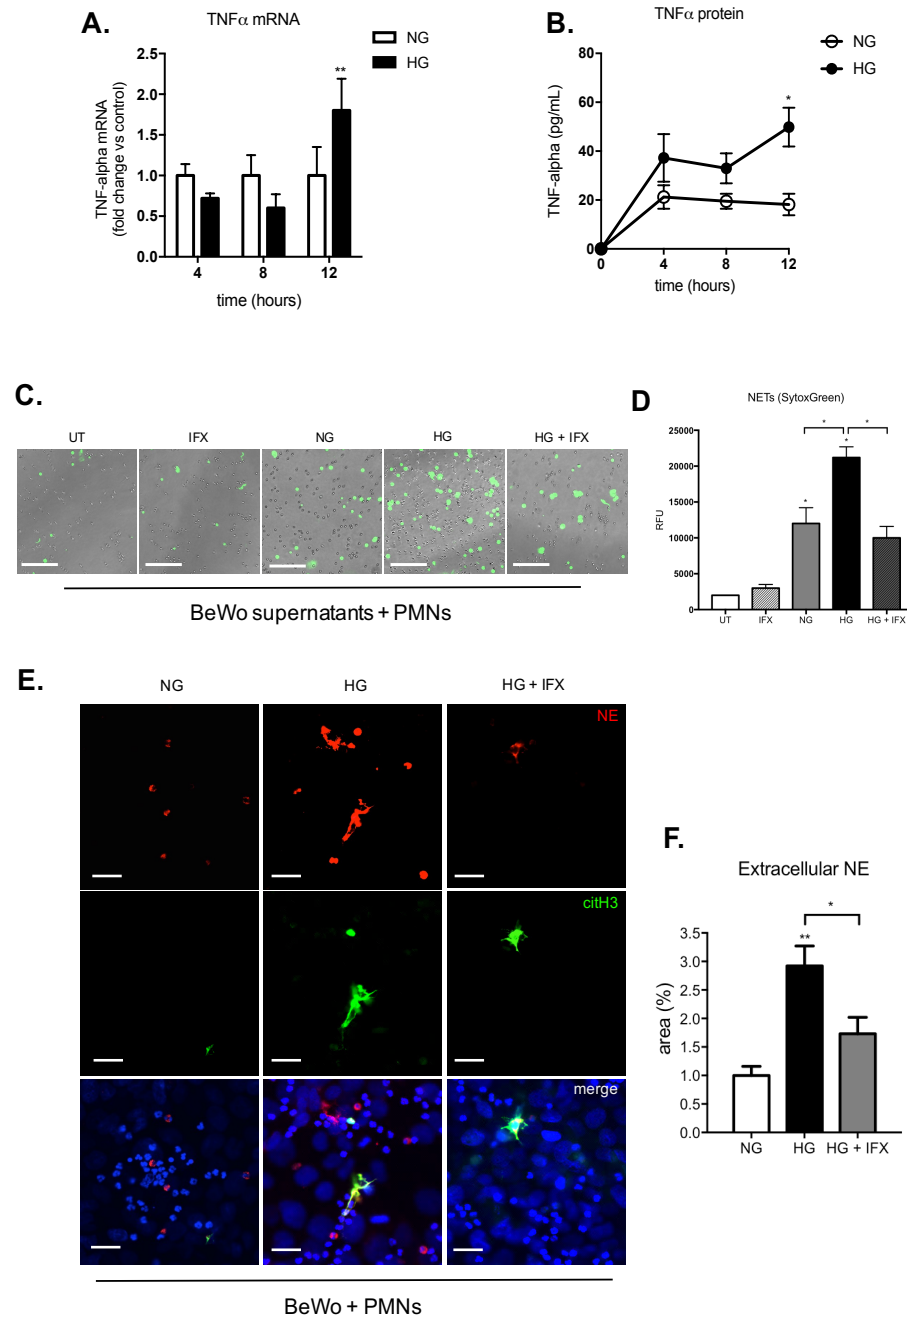 A.
TNFα mRNA
NG
HG
TNF-alpha mRNA
(fold change vs control)
2.5
2.0
1.5
1.0
0.5
0.0
**
4
8
12
time (hours)
B.
TNFα protein
NG
HG
TNF-alpha (pg/mL)
80
60
40
20
0
*
0
4
8
12
time (hours)
C.
UT
IFX
NG
HG
HG + IFX
BeWo supernatants + PMNs
D
NETs (SytoxGreen)
RFU
25000
20000
15000
10000
5000
0
*
*
*
*
UT
IFX
NG
HG
HG + IFX
E.
NG
HG
HG + IFX
NE
citH3
merge
BeWo + PMNs
F.
Extracellular NE
area (%)
3.5
3.0
2.5
2.0
1.5
1.0
0.5
0.0
**
*
NG
HG
HG + IFX